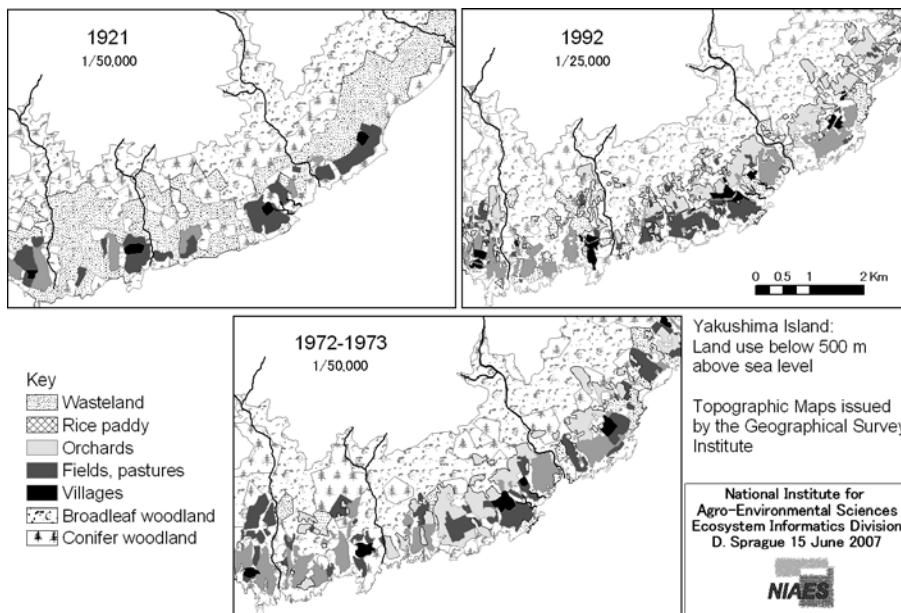 1921
1/50,000
1992
1/25,000
0 0.5 1 2 Km
1972-1973
1/50,000
Key
Wasteland
Rice paddy
Orchards
Fields, pastures
Villages
Broadleaf woodland
Conifer woodland
Yakushima Island:
Land use below 500 m
above sea level
Topographic Maps issued
by the Geographical Survey
Institute
National Institute for
Agro-Environmental Sciences
Ecosystem Informatics Division
D. Sprague 15 June 2007
NIAES